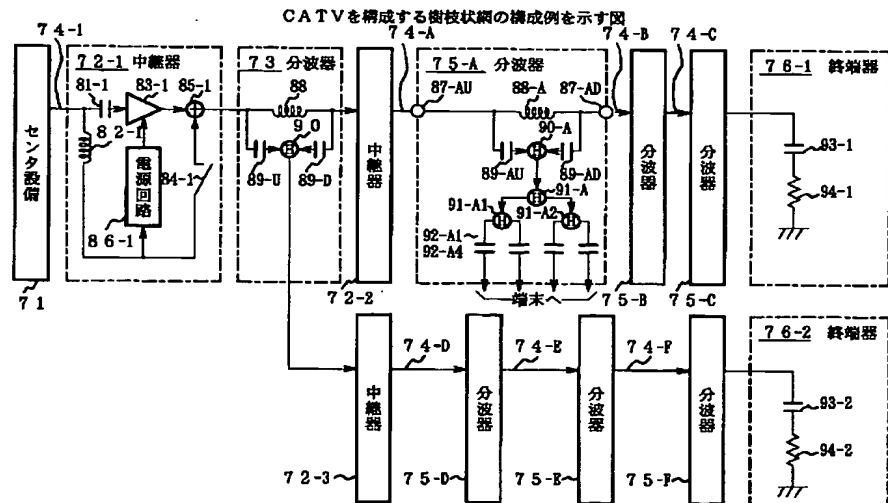 CATVを構成する樹枝状網の構成例を示す図
74-1
72-1 中継器
81-1
83-1
85-1
82-1
84-1
電源回路
86-1
センタ設備
71
73 分波器
88
90
89-U
89-D
中継器
72-2
74-A
75-A 分波器
87-AU
88-A
87-AD
90-A
89-AU
89-AD
91-A
91-A1
91-A2
92-A1
92-A4
端末へ
74-B
分波器
75-B
74-C
分波器
75-C
76-1 終端器
93-1
94-1
中継器
72-3
74-D
分波器
75-D
74-E
分波器
75-E
74-F
分波器
75-F
76-2 終端器
93-2
94-2